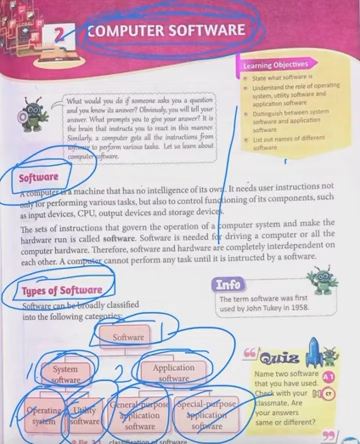 2 COMPUTER SOFTWARE
Learning Objectives
State what software is
Understand the role of operating
system, utility software and
application software
Distinguish between system
software and application
software
List out names of different
software
What would you do if someone asks you a question
and you know its answer? Obviously, you will tell your
answer. What prompts you to give your answer? It is
the brain that instructs you to react in this manner.
Similarly, a computer gets all the instructions from
software to perform various tasks. Let us learn about
computer software.
Software
A computer is a machine that has no intelligence of its own. It needs user instructions not
only for performing various tasks, but also to control functioning of its components, such
as input devices, CPU, output devices and storage devices.
The sets of instructions that govern the operation of a computer system and make the
hardware run is called software. Software is needed for driving a computer or all the
computer hardware. Therefore, software and hardware are completely interdependent on
each other. A computer cannot perform any task until it is instructed by a software.
Types of Software
Software can be broadly classified
into the following categories:
Info
The term software was first
used by John Tukey in 1958.
Software
1 System
software
2 Application
software
Operating
system
Utility
software
General-purpose
application
software
Special-purpose
application
software
classification of software
Quiz
Name two software
that you have used.
Check with your
classmate. Are your
answers
same or different?